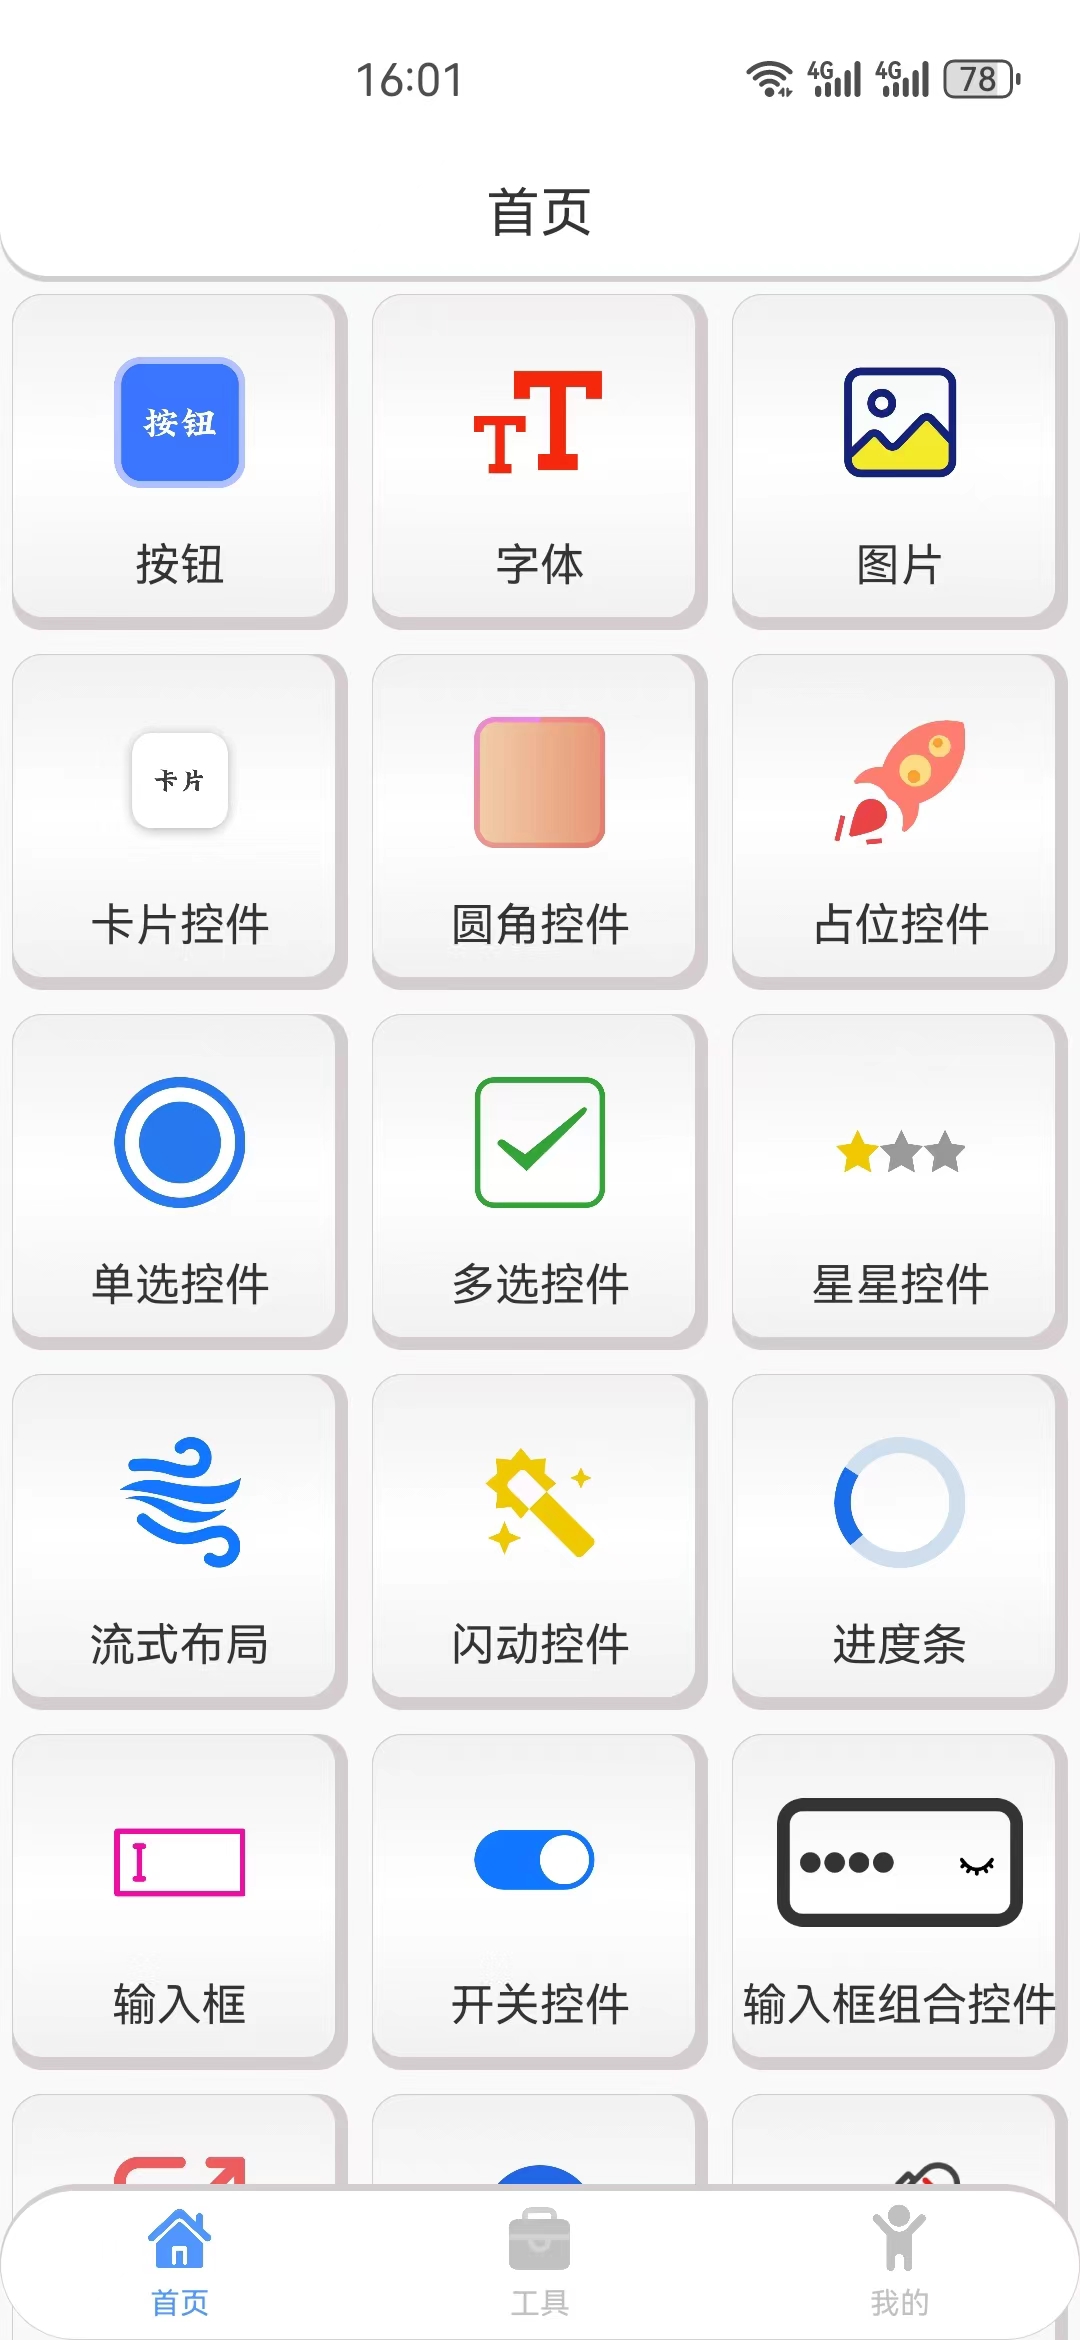 16:01
4G 4G 78
首页
按钮
按钮
字体
图片
卡片
卡片控件
圆角控件
占位控件
单选控件
多选控件
星星控件
流式布局
闪动控件
进度条
输入框
开关控件
输入框组合控件
首页
工具
我的